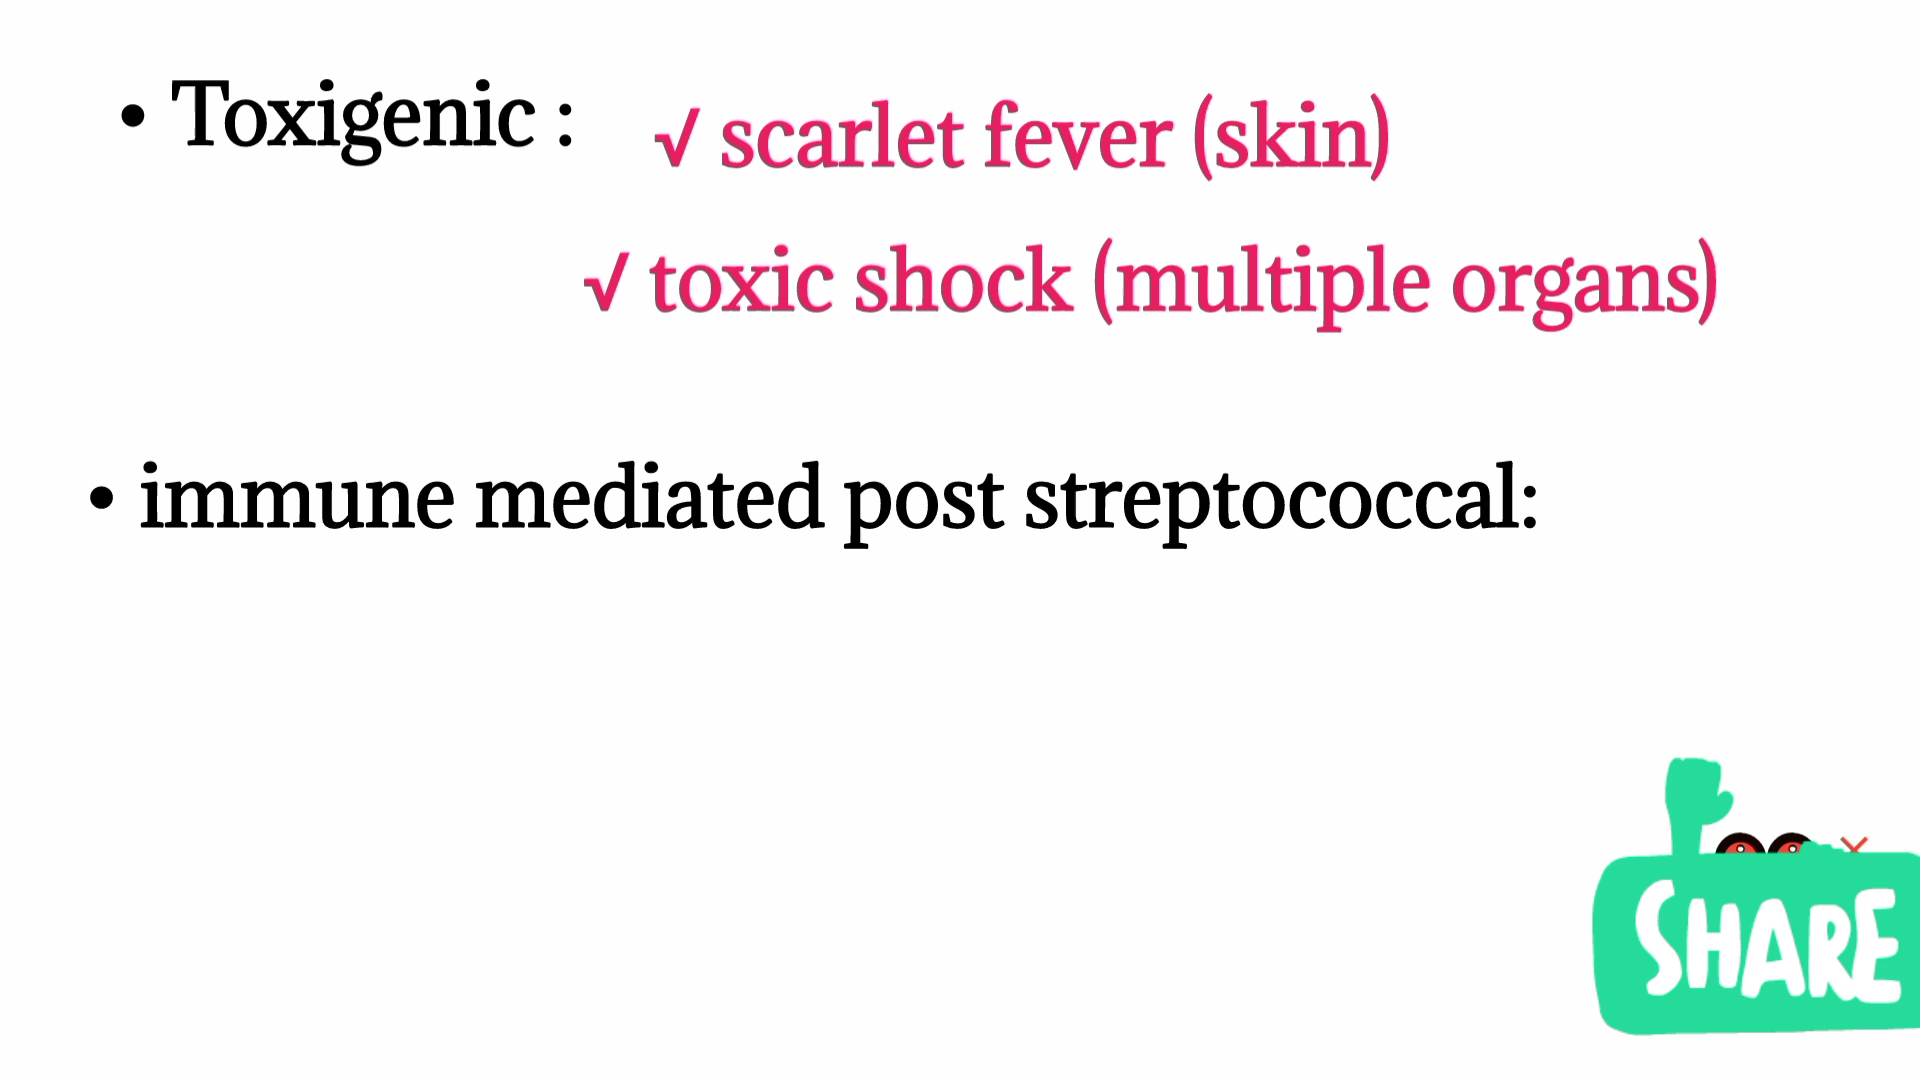 • Toxigenic :
√ scarlet fever (skin)
√ toxic shock (multiple organs)
• immune mediated post streptococcal:
SHARE